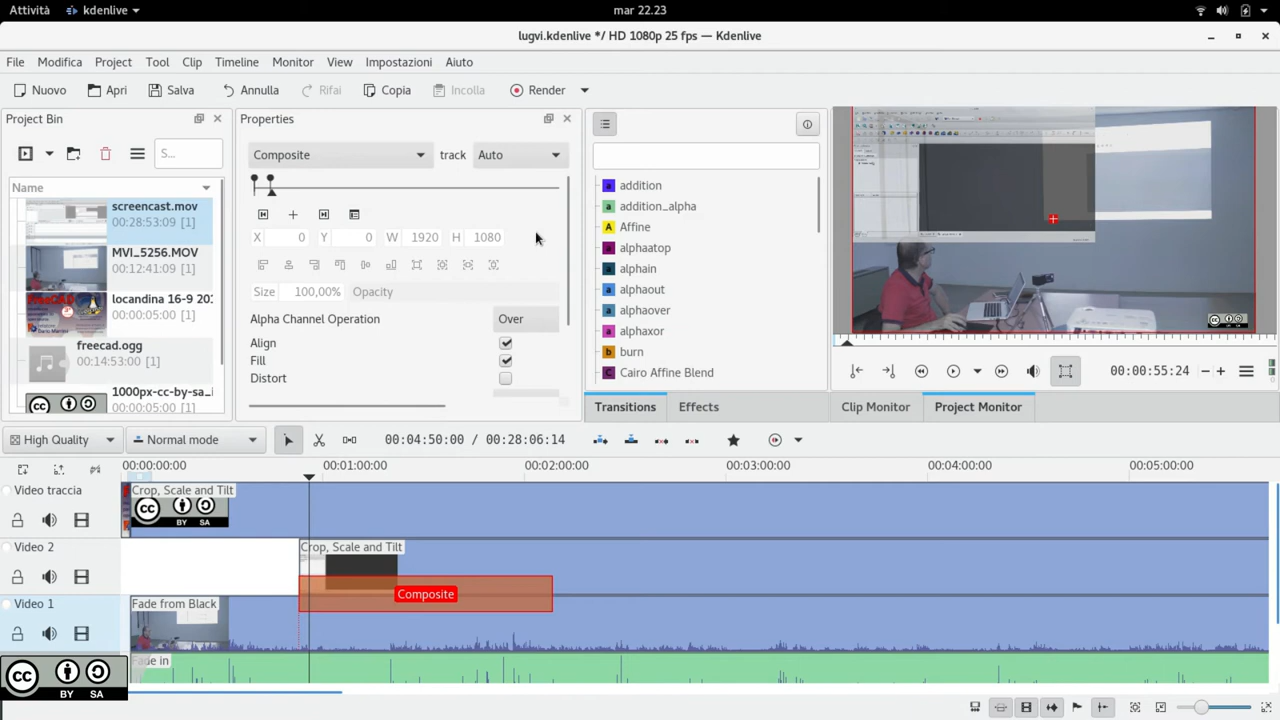 Attività kdenlive mar 22.23
lugvi.kdenlive */ HD 1080p 25 fps — Kdenlive
File Modifica Project Tool Clip Timeline Monitor View Impostazioni Aiuto
Nuovo Apri Salva Annulla Rifai Copia Incolla Render
Properties
Project Bin
S...
Composite track Auto
Name
screencast.mov
00:28:53:09 [1]
MVI_5256.MOV
00:12:41:09 [1]
locandina 16-9 20
00:00:05:00 [1]
freecad.ogg
00:14:53:00 [1]
1000px-cc-by-sa_i
00:00:05:00 [1]
X 0 Y 0 W 1920 H 1080
Size 100,00% Opacity
Alpha Channel Operation Over
Align
Fill
Distort
addition
addition_alpha
Affine
alphaatop
alphain
alphaout
alphaover
alphaxor
burn
Cairo Affine Blend
Transitions Effects
00:00:55:24
Clip Monitor Project Monitor
High Quality Normal mode 00:04:50:00 / 00:28:06:14
00:00:00:00 00:01:00:00 00:02:00:00 00:03:00:00 00:04:00:00 00:05:00:00
Video traccia Crop, Scale and Tilt
CC
BY SA
Video 2 Crop, Scale and Tilt
Composite
Video 1 Fade from Black
Fade in
CC
BY SA